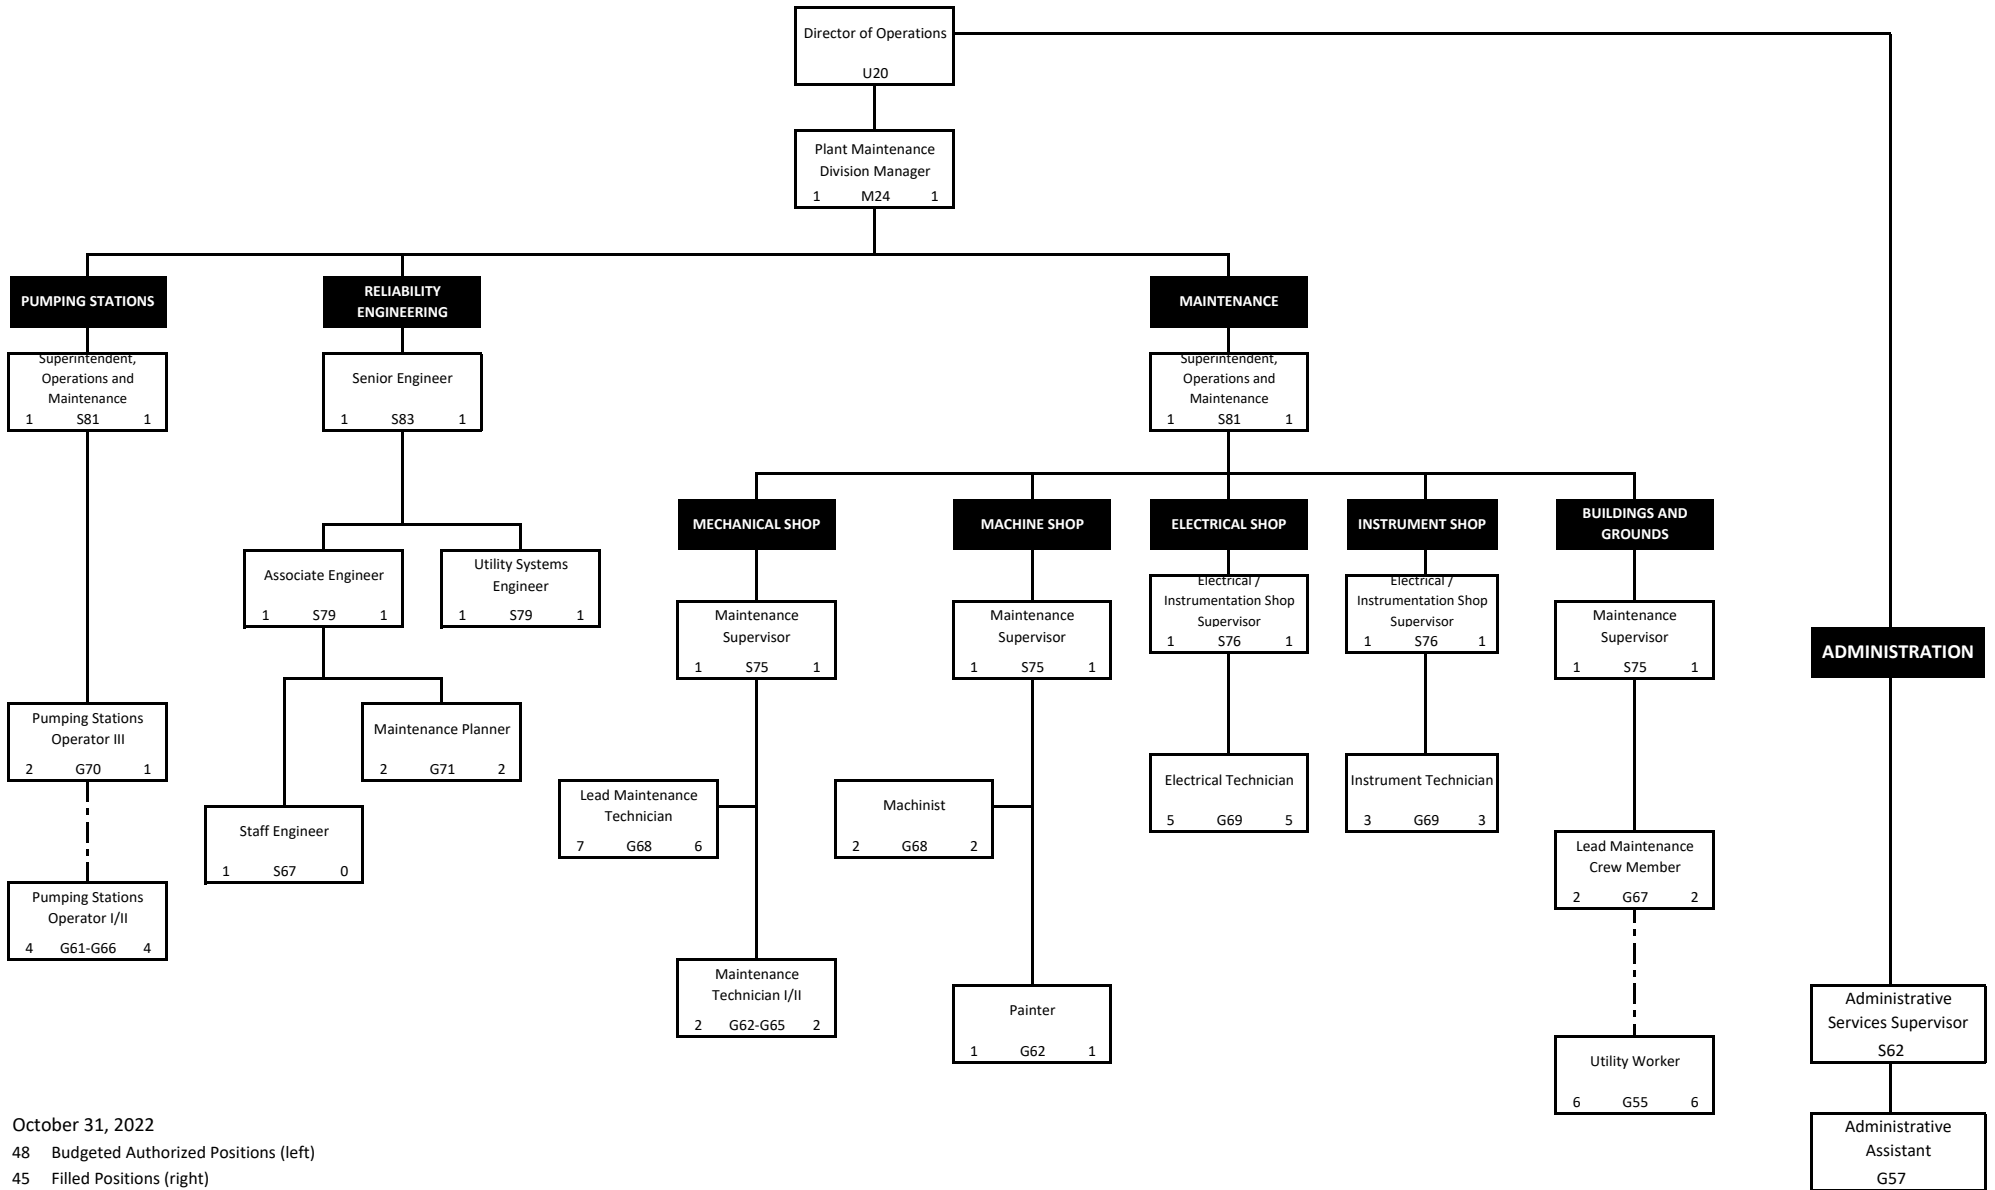 Director of Operations
U20
Plant Maintenance
Division Manager
1 M24 1
PUMPING STATIONS
Superintendent,
Operations and
Maintenance
1 S81 1
Pumping Stations
Operator III
2 G70 1
Pumping Stations
Operator I/II
4 G61-G66 4
RELIABILITY
ENGINEERING
Senior Engineer
1 S83 1
Associate Engineer
1 S79 1
Utility Systems
Engineer
1 S79 1
Maintenance Planner
2 G71 2
Staff Engineer
1 S67 0
MAINTENANCE
Superintendent,
Operations and
Maintenance
1 S81 1
MECHANICAL SHOP
Maintenance
Supervisor
1 S75 1
Lead Maintenance
Technician
7 G68 6
Maintenance
Technician I/II
2 G62-G65 2
MACHINE SHOP
Maintenance
Supervisor
1 S75 1
Machinist
2 G68 2
Painter
1 G62 1
ELECTRICAL SHOP
Electrical /
Instrumentation Shop
Supervisor
1 S76 1
Electrical Technician
5 G69 5
INSTRUMENT SHOP
Electrical /
Instrumentation Shop
Supervisor
1 S76 1
Instrument Technician
3 G69 3
BUILDINGS AND
GROUNDS
Maintenance
Supervisor
1 S75 1
Lead Maintenance
Crew Member
2 G67 2
Utility Worker
6 G55 6
ADMINISTRATION
Administrative
Services Supervisor
S62
Administrative
Assistant
G57
October 31, 2022
48 Budgeted Authorized Positions (left)
45 Filled Positions (right)